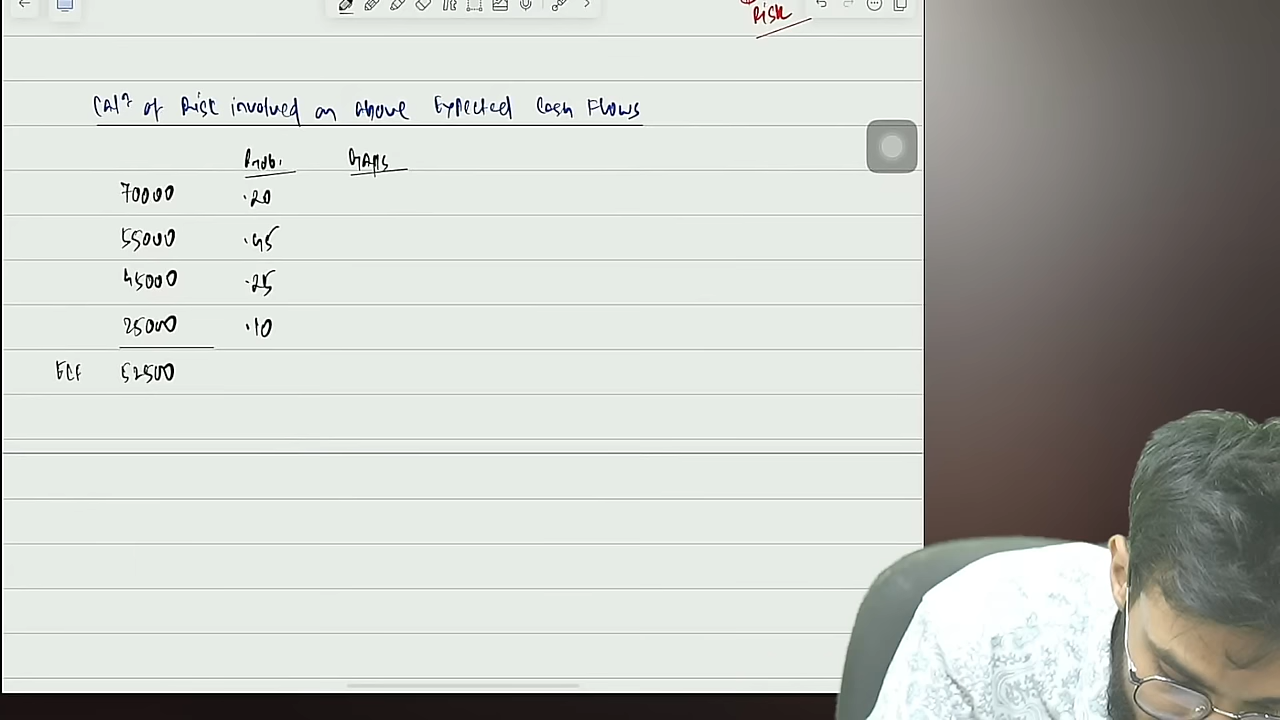 Risk
Caln of Risk involved on above Expected Cash Flows
Prob. Gaps
70000 .20
55000 .45
45000 .25
25000 .10
ECF 52500